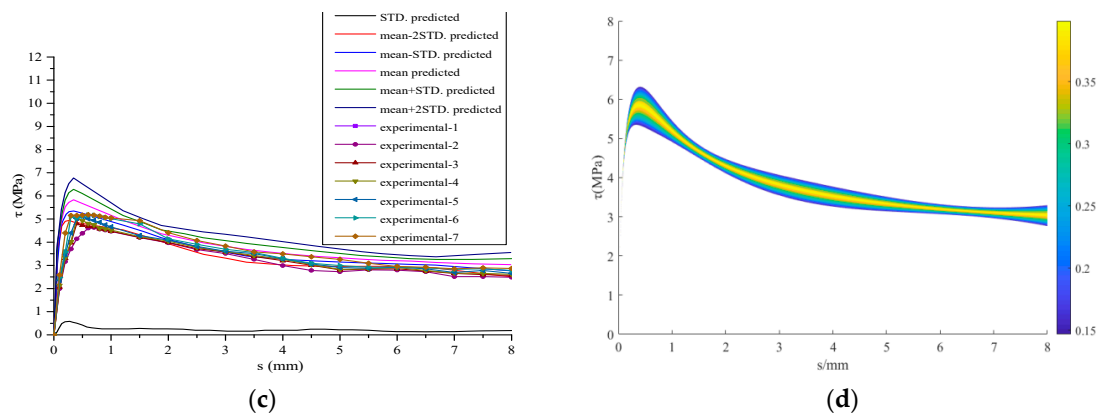 STD. predicted
mean-2STD. predicted
mean-STD. predicted
mean predicted
mean+STD. predicted
mean+2STD. predicted
experimental-1
experimental-2
experimental-3
experimental-4
experimental-5
experimental-6
experimental-7
12
11
10
9
8
7
6
5
4
3
2
1
0
τ (MPa)
0 1 2 3 4 5 6 7 8
s (mm)
(c)
8
7
6
5
4
3
2
1
0
τ(MPa)
0 1 2 3 4 5 6 7 8
s/mm
0.35
0.3
0.25
0.2
0.15
(d)